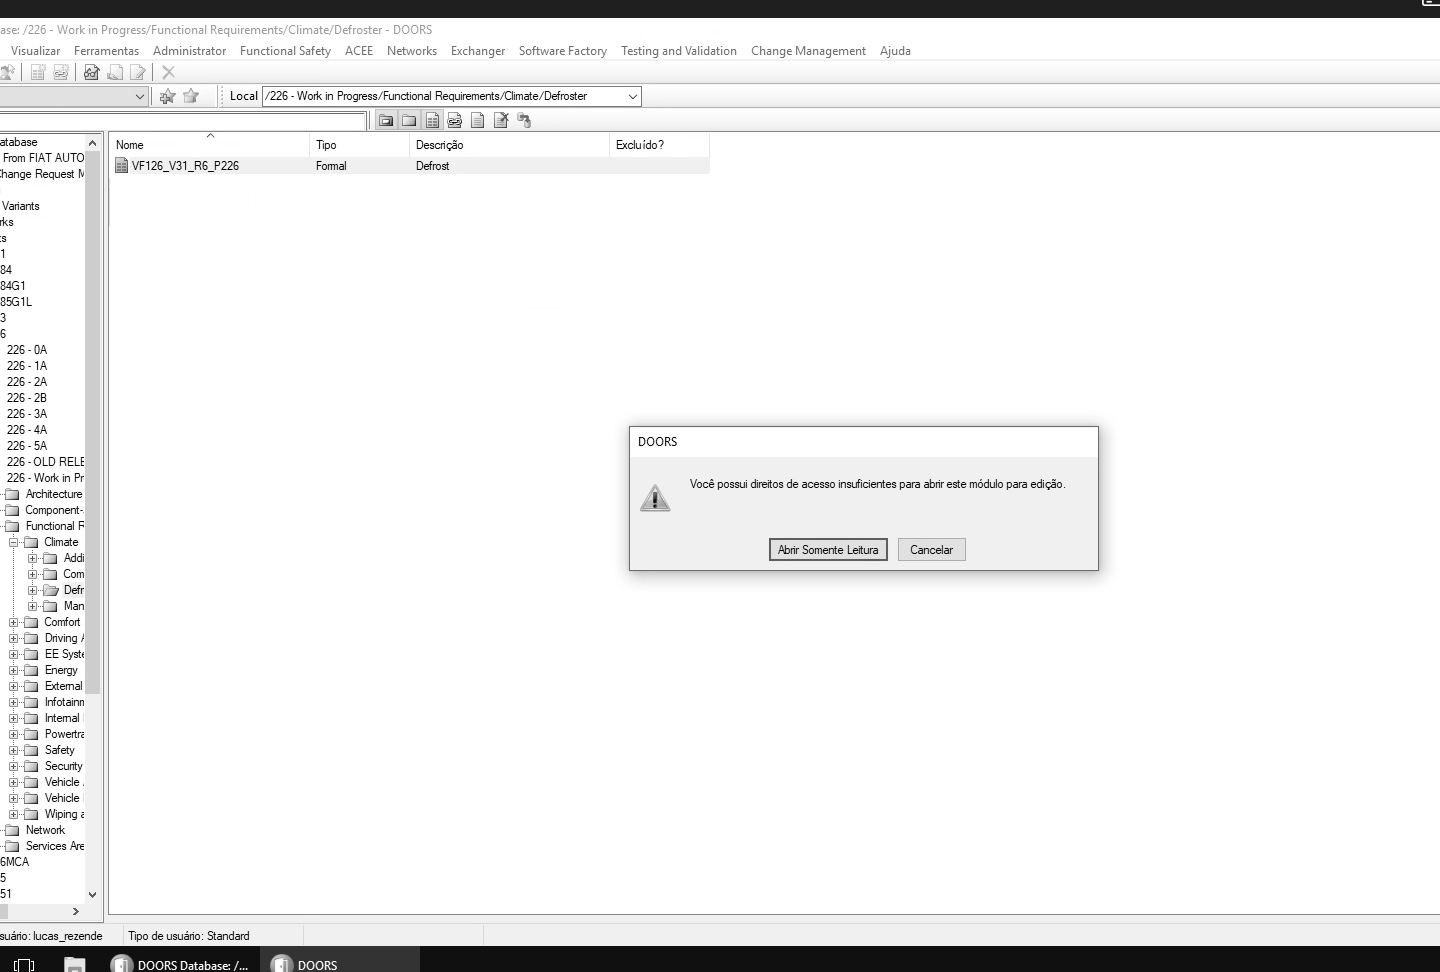 ase: /226 - Work in Progress/Functional Requirements/Climate/Defroster - DOORS
Visualizar Ferramentas Administrator Functional Safety ACEE Networks Exchanger Software Factory Testing and Validation Change Management Ajuda
Local /226 - Work in Progress/Functional Requirements/Climate/Defroster
atabase
From FIAT AUTO
Change Request M
Variants
rks
ts
1
84
84G1
85G1L
3
6
226 - 0A
226 - 1A
226 - 2A
226 - 2B
226 - 3A
226 - 4A
226 - 5A
226 - OLD RELE
226 - Work in Pr
Architecture
Component-
Functional R
Climate
Addi
Com
Defr
Man
Comfort
Driving A
EE Syste
Energy
External
Infotainm
Internal
Powertra
Safety
Security
Vehicle
Vehicle
Wiping a
Network
Services Are
6MCA
5
51
Nome Tipo Descrição Excluído?
VF126_V31_R6_P226 Formal Defrost
DOORS
Você possui direitos de acesso insuficientes para abrir este módulo para edição.
Abrir Somente Leitura Cancelar
suário: lucas_rezende Tipo de usuário: Standard
DOORS Database: /... DOORS